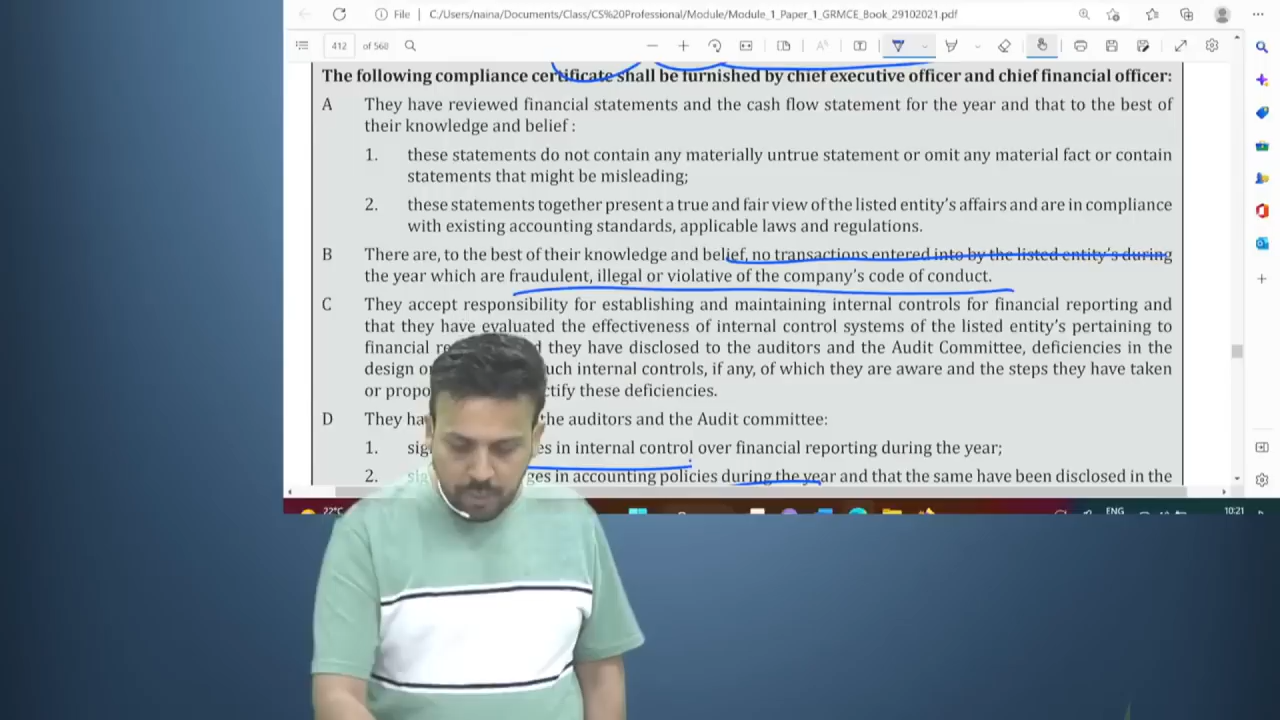 File C:/Users/naina/Documents/Class/CS%20Professional/Module/Module_1_Paper_1_GRMCE_Book_29102021.pdf
412 of 560
The following compliance certificate shall be furnished by chief executive officer and chief financial officer:
A They have reviewed financial statements and the cash flow statement for the year and that to the best of
their knowledge and belief :
1. these statements do not contain any materially untrue statement or omit any material fact or contain
statements that might be misleading;
2. these statements together present a true and fair view of the listed entity's affairs and are in compliance
with existing accounting standards, applicable laws and regulations.
B There are, to the best of their knowledge and belief, no transactions entered into by the listed entity's during
the year which are fraudulent, illegal or violative of the company's code of conduct.
C They accept responsibility for establishing and maintaining internal controls for financial reporting and
that they have evaluated the effectiveness of internal control systems of the listed entity's pertaining to
financial they have disclosed to the auditors and the Audit Committee, deficiencies in the
design such internal controls, if any, of which they are aware and the steps they have taken
or these deficiencies.
D They the auditors and the Audit committee:
1. in internal control over financial reporting during the year;
2. in accounting policies during the year and that the same have been disclosed in the
22°C ENG 10:21